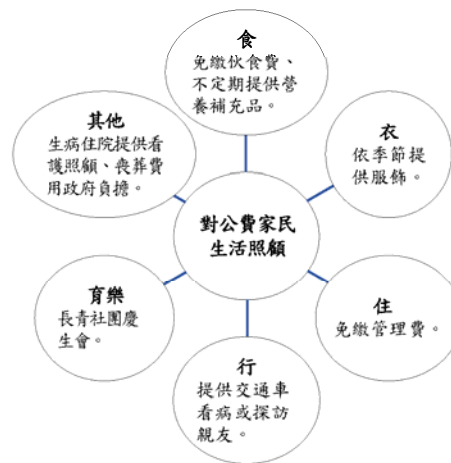 食
免繳伙食費、
不定期提供營
養補充品。
衣
依季節提
供服飾。
住
免繳管理費。
行
提供交通車
看病或探訪
親友。
育樂
長青社團慶
生會。
其他
生病住院提供看
護照顧、喪葬費
用政府負擔。
對公費家民
生活照顧